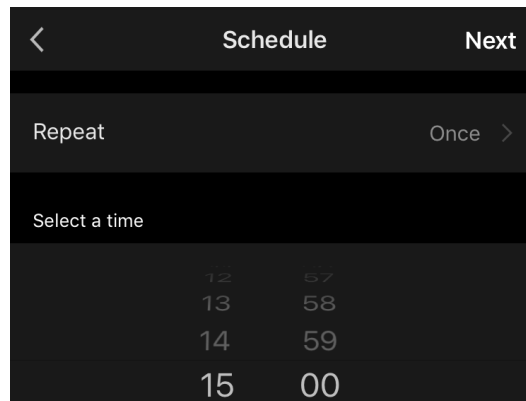 Schedule Next
Repeat Once
Select a time
12 57
13 58
14 59
15 00